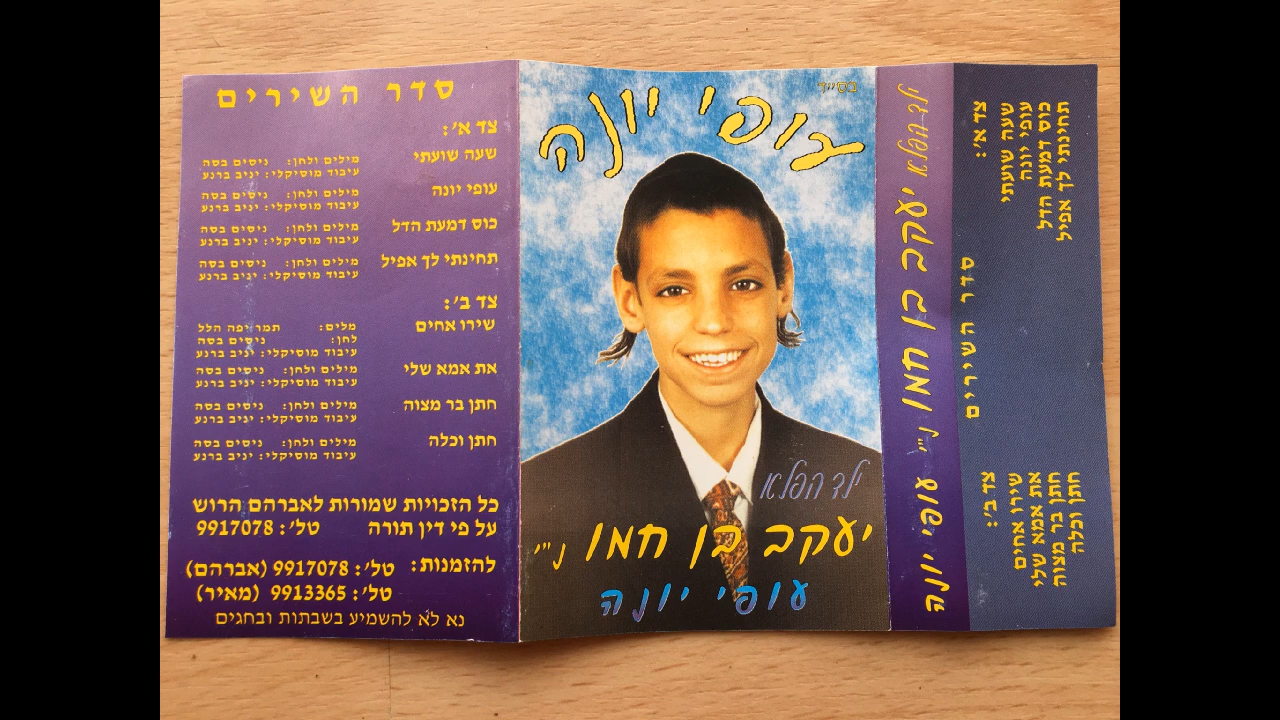 בס״ד
עופי יונה
ילד הפלא
יעקב בן חמו נ״י
עופי יונה
סדר השירים
צד א׳:
שעה שועתי
מילים ולחן: ניסים בסה
עיבוד מוסיקלי: יניב ברנע
עופי יונה
מילים ולחן: ניסים בסה
עיבוד מוסיקלי: יניב ברנע
כוס דמעת הדל
מילים ולחן: ניסים בסה
עיבוד מוסיקלי: יניב ברנע
תחינתי לך אפיל
מילים ולחן: ניסים בסה
עיבוד מוסיקלי: יניב ברנע
צד ב׳:
שירו אחים
מלים: תמר יפה הלל
לחן: ניסים בסה
עיבוד מוסיקלי: יניב ברנע
את אמא שלי
מילים ולחן: ניסים בסה
עיבוד מוסיקלי: יניב ברנע
חתן בר מצוה
מילים ולחן: ניסים בסה
עיבוד מוסיקלי: יניב ברנע
חתן וכלה
מילים ולחן: ניסים בסה
עיבוד מוסיקלי: יניב ברנע
כל הזכויות שמורות לאברהם הרוש
על פי דין תורה טל׳: 9917078
להזמנות: טל׳: 9917078 (אברהם)
טל׳: 9913365 (מאיר)
נא לא להשמיע בשבתות ובחגים
ילד הפלא יעקב בן חמו נ״י עופי יונה
סדר השירים
צד א׳:
שעה שועתי
עופי יונה
כוס דמעת הדל
תחינתי לך אפיל
צד ב׳:
שירו אחים
את אמא שלי
חתן בר מצוה
חתן וכלה